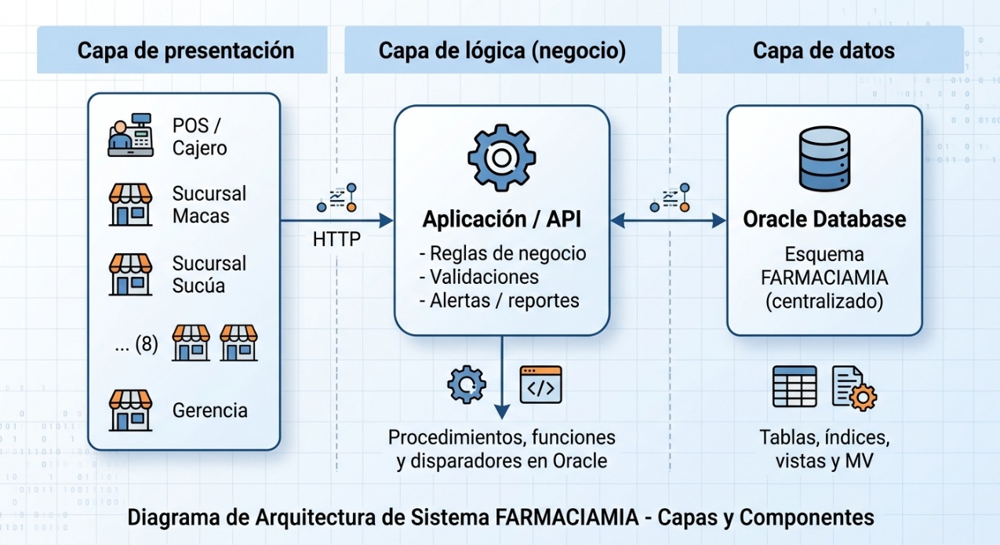 Capa de presentación
Capa de lógica (negocio)
Capa de datos
POS /
Cajero
Sucursal
Macas
Sucursal
Sucúa
... (8)
Gerencia
HTTP
Aplicación / API
- Reglas de negocio
- Validaciones
- Alertas / reportes
</>
Procedimientos, funciones
y disparadores en Oracle
Oracle Database
Esquema
FARMACIAMIA
(centralizado)
Tablas, índices,
vistas y MV
Diagrama de Arquitectura de Sistema FARMACIAMIA - Capas y Componentes